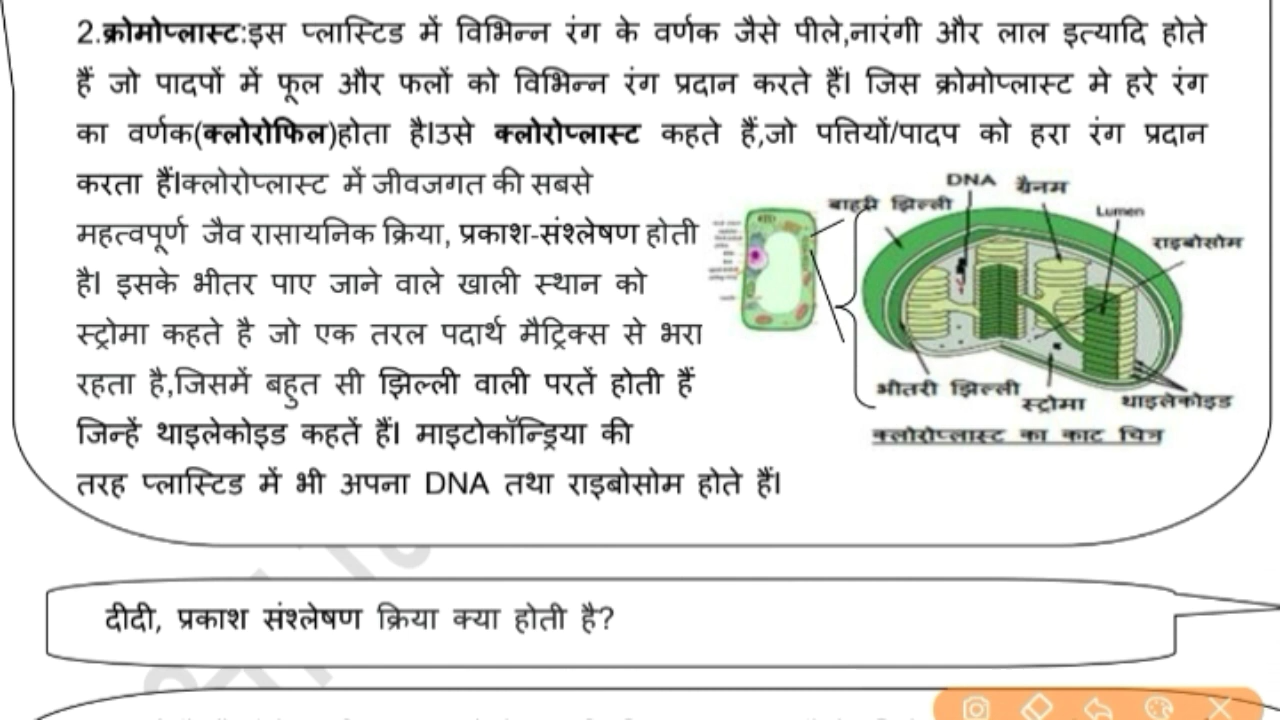 2.क्रोमोप्लास्ट:इस प्लास्टिड में विभिन्न रंग के वर्णक जैसे पीले,नारंगी और लाल इत्यादि होते
हैं जो पादपों में फूल और फलों को विभिन्न रंग प्रदान करते हैं। जिस क्रोमोप्लास्ट मे हरे रंग
का वर्णक(क्लोरोफिल)होता है।उसे क्लोरोप्लास्ट कहते हैं,जो पत्तियों/पादप को हरा रंग प्रदान
करता हैं।क्लोरोप्लास्ट में जीवजगत की सबसे
महत्वपूर्ण जैव रासायनिक क्रिया, प्रकाश-संश्लेषण होती
है। इसके भीतर पाए जाने वाले खाली स्थान को
स्ट्रोमा कहते है जो एक तरल पदार्थ मैट्रिक्स से भरा
रहता है,जिसमें बहुत सी झिल्ली वाली परतें होती हैं
जिन्हें थाइलेकोइड कहतें हैं। माइटोकॉन्ड्रिया की
तरह प्लास्टिड में भी अपना DNA तथा राइबोसोम होते हैं।
DNA
ग्रैनम
बाहरी झिल्ली
Lumen
राइबोसोम
भीतरी झिल्ली
स्ट्रोमा
थाइलेकोइड
क्लोरोप्लास्ट का काट चित्र
दीदी, प्रकाश संश्लेषण क्रिया क्या होती है?